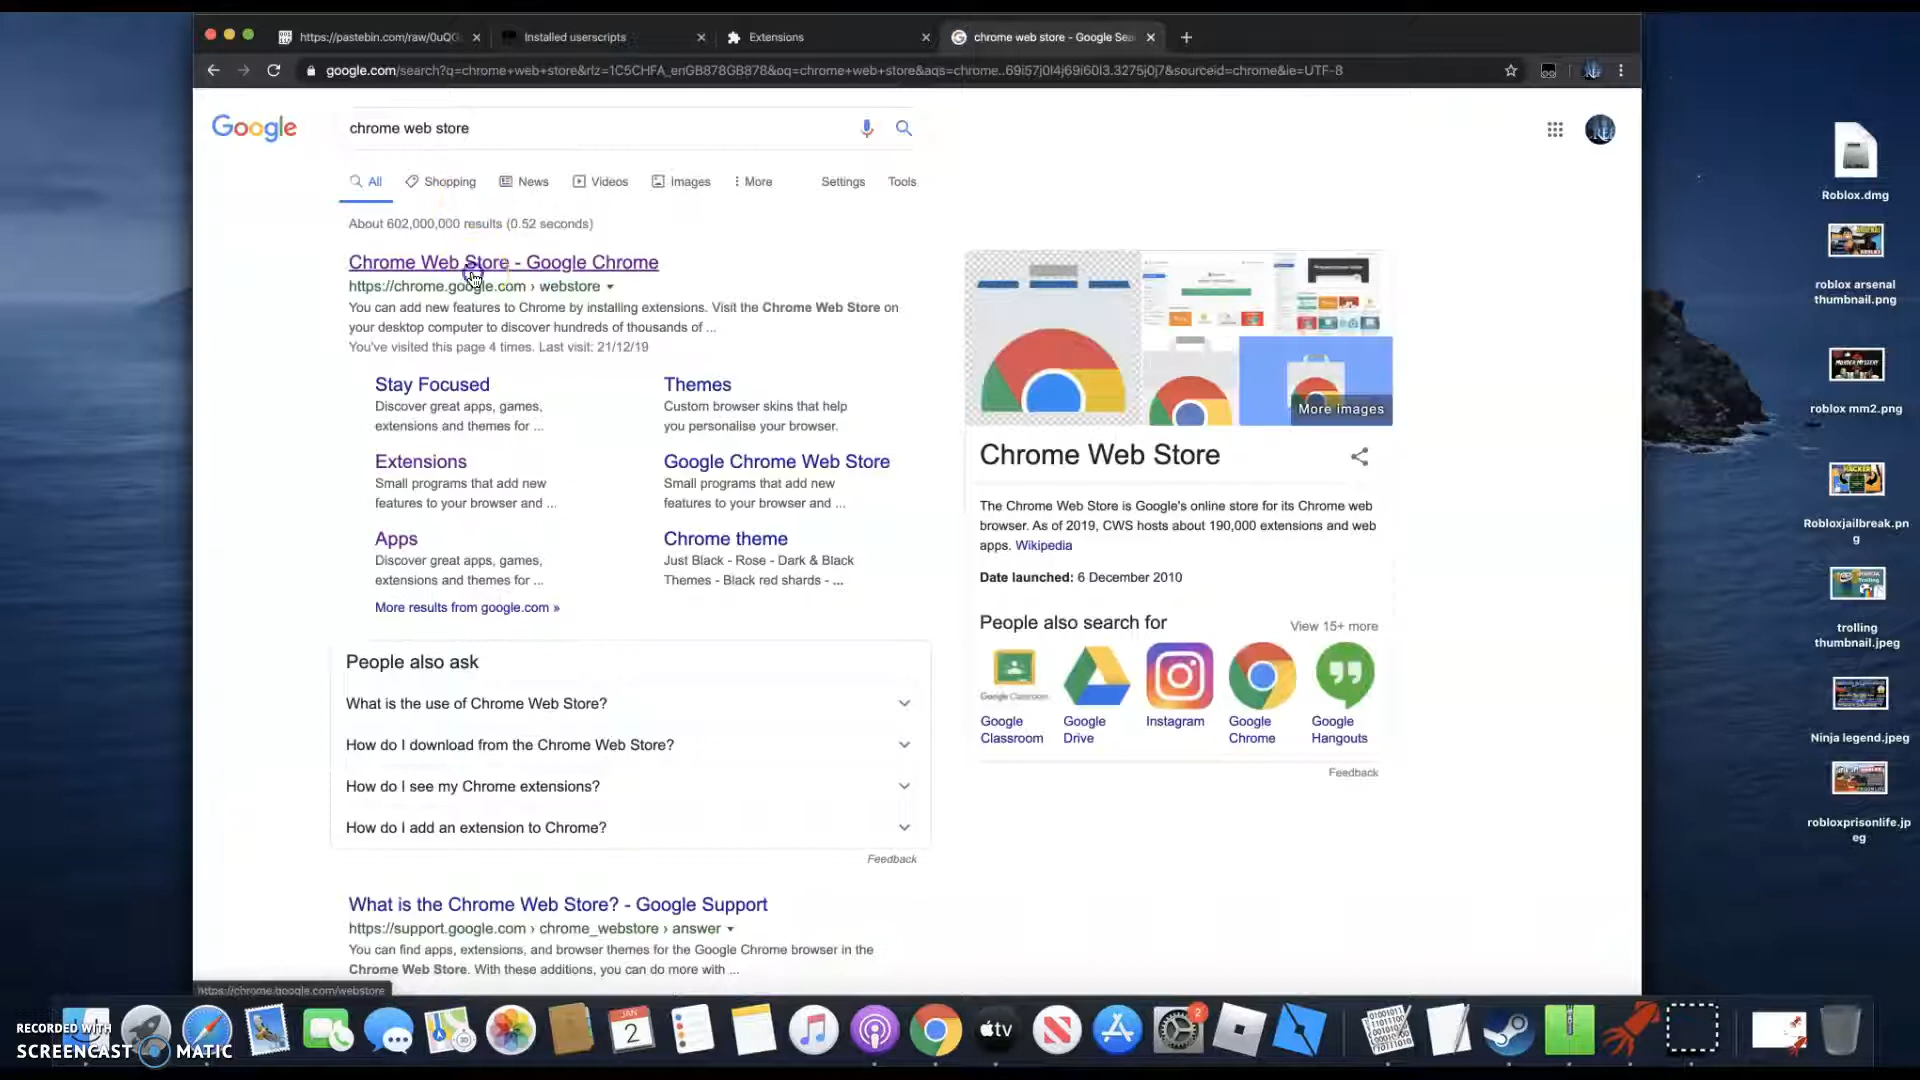 https://pastebin.com/raw/0uQG
Installed userscripts
Extensions
chrome web store - Google Sea
google.com/search?q=chrome+web+store&rlz=1C5CHFA_enGB878GB878&oq=chrome+web+store&aqs=chrome..69i57j0l4j69i60l3.3275j0j7&sourceid=chrome&ie=UTF-8
Google
chrome web store
All
Shopping
News
Videos
Images
More
Settings
Tools
About 602,000,000 results (0.52 seconds)
Chrome Web Store - Google Chrome
https://chrome.google.com › webstore
You can add new features to Chrome by installing extensions. Visit the Chrome Web Store on
your desktop computer to discover hundreds of thousands of ...
You've visited this page 4 times. Last visit: 21/12/19
Stay Focused
Discover great apps, games,
extensions and themes for ...
Themes
Custom browser skins that help
you personalise your browser.
Extensions
Small programs that add new
features to your browser and ...
Google Chrome Web Store
Small programs that add new
features to your browser and ...
Apps
Discover great apps, games,
extensions and themes for ...
Chrome theme
Just Black - Rose - Dark & Black
Themes - Black red shards - ...
More results from google.com »
People also ask
What is the use of Chrome Web Store?
How do I download from the Chrome Web Store?
How do I see my Chrome extensions?
How do I add an extension to Chrome?
Feedback
What is the Chrome Web Store? - Google Support
https://support.google.com › chrome_webstore › answer
You can find apps, extensions, and browser themes for the Google Chrome browser in the
Chrome Web Store. With these additions, you can do more with ...
https://chrome.google.com/webstore
More images
Chrome Web Store
The Chrome Web Store is Google's online store for its Chrome web
browser. As of 2019, CWS hosts about 190,000 extensions and web
apps. Wikipedia
Date launched: 6 December 2010
People also search for
View 15+ more
Google Classroom
Google
Classroom
Google
Drive
Instagram
Google
Chrome
Google
Hangouts
Feedback
Roblox.dmg
roblox arsenal
thumbnail.png
roblox mm2.png
Robloxjailbreak.pn
g
trolling
thumbnail.jpeg
Ninja legend.jpeg
robloxprisonlife.jp
eg
RECORDED WITH
SCREENCAST MATIC
JAN
2
tv
2